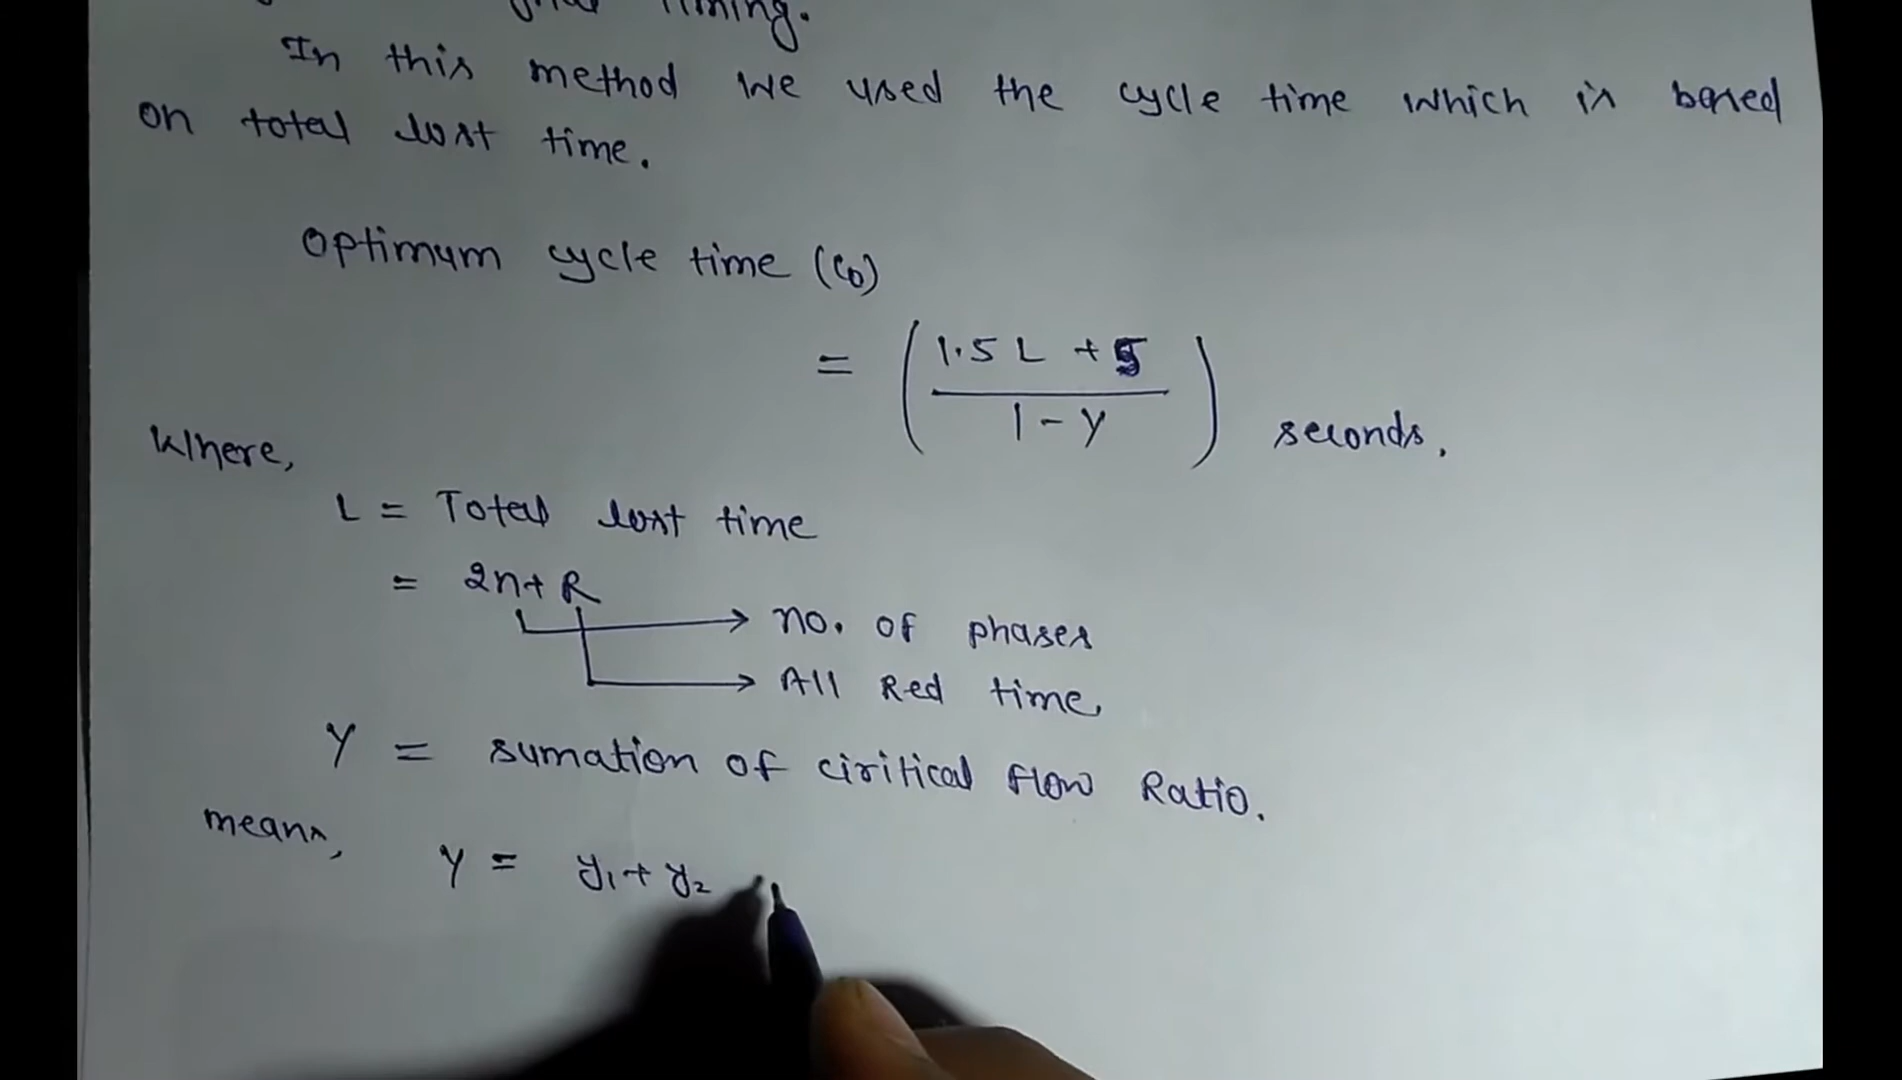 Timing.
In this method we used the cycle time which is based
on total lost time.
Optimum cycle time (C0)
= (1.5 L + 5 / 1 - Y) seconds.
Where,
L = Total lost time
= 2n + R
→ no. of phases
→ All Red time
Y = sumation of ciritical flow Ratio.
means,
Y = y1 + y2